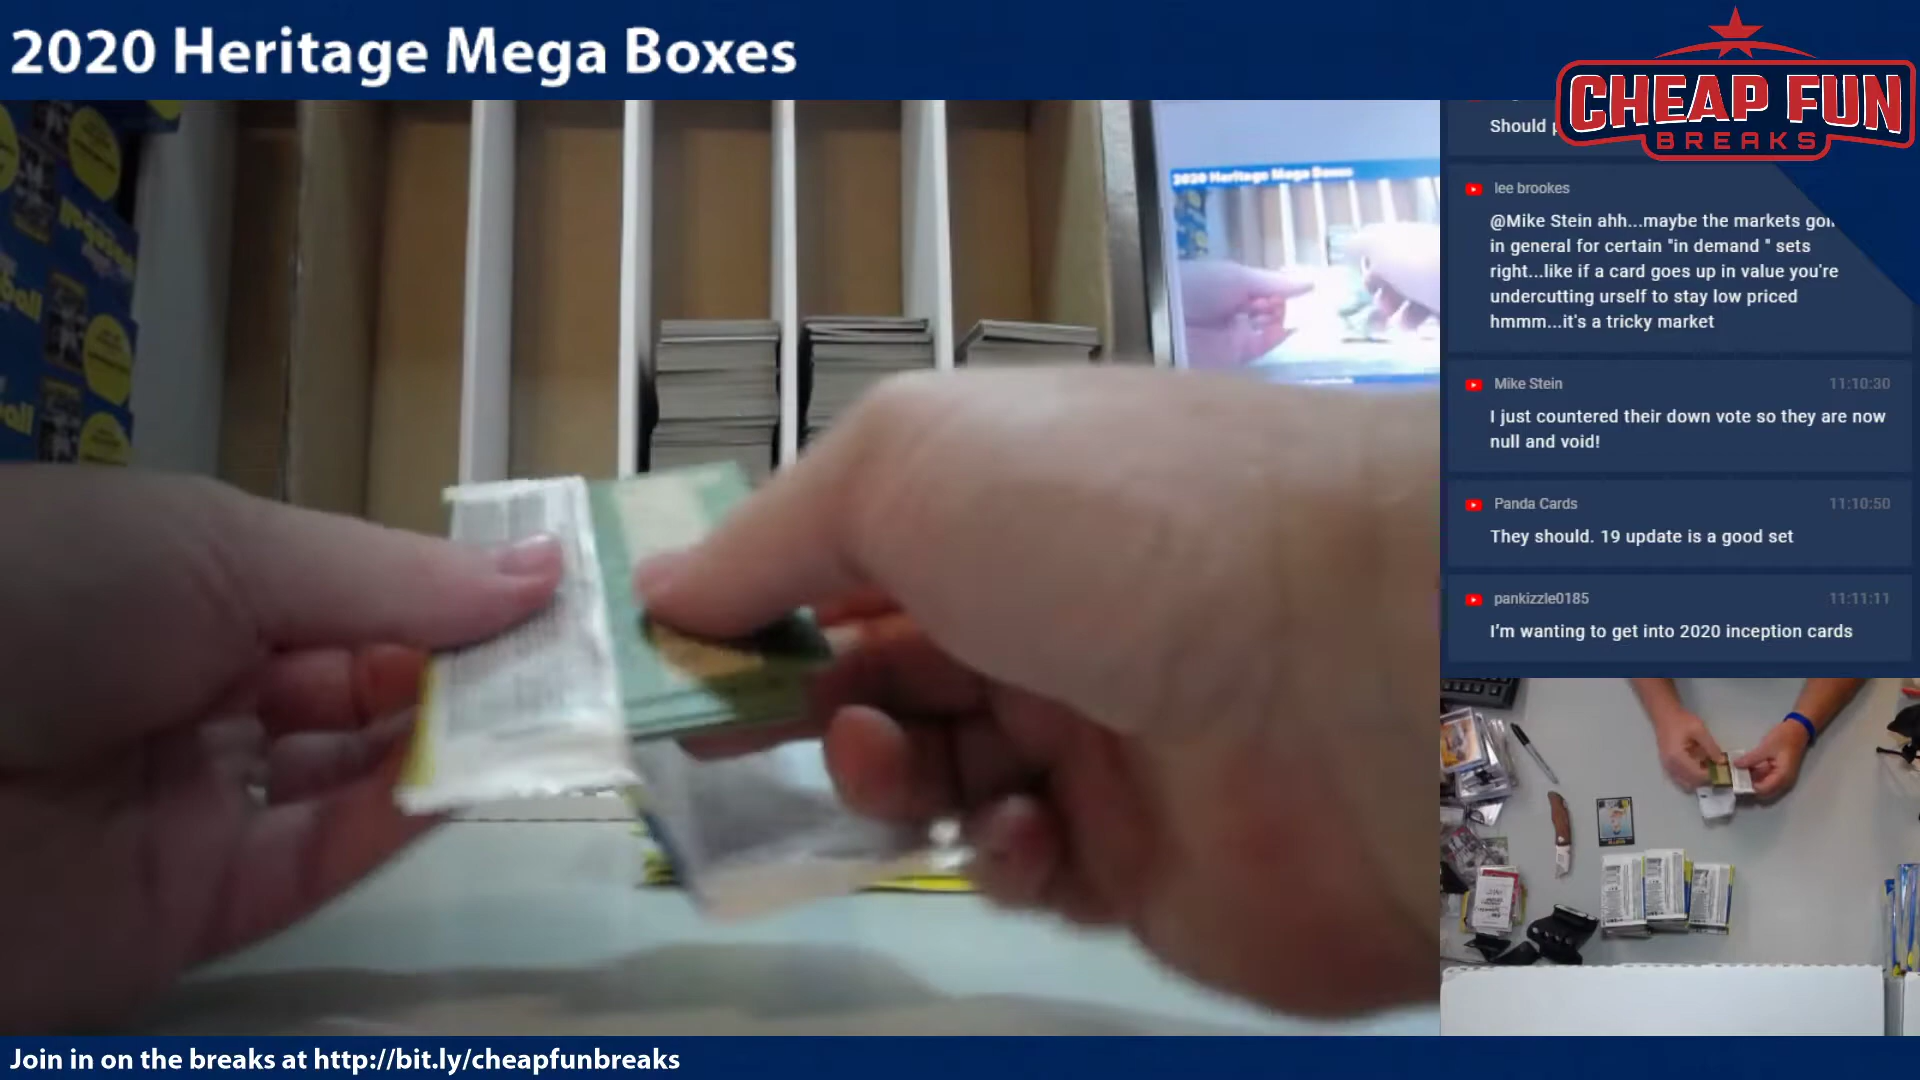 2020 Heritage Mega Boxes
CHEAP FUN
BREAKS
2020 Heritage Mega Boxes
Should
lee brookes
@Mike Stein ahh...maybe the markets
in general for certain "in demand " sets
right...like if a card goes up in value you're
undercutting urself to stay low priced
hmmm...it's a tricky market
Mike Stein 11:10:30
I just countered their down vote so they are now
null and void!
Panda Cards 11:10:50
They should. 19 update is a good set
pankizzle0185 11:11:11
I'm wanting to get into 2020 inception cards
Join in on the breaks at http://bit.ly/cheapfunbreaks